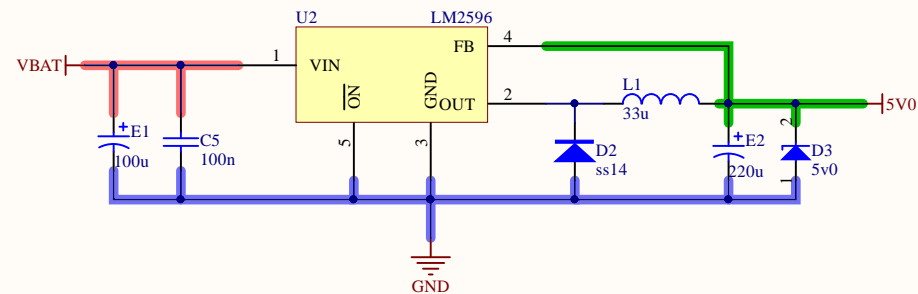 U2
LM2596
VBAT
1
VIN
FB
4
ON
GND
OUT
2
5
3
L1
33u
5V0
E1
100u
C5
100n
D2
ss14
E2
220u
2
D3
5v0
1
GND